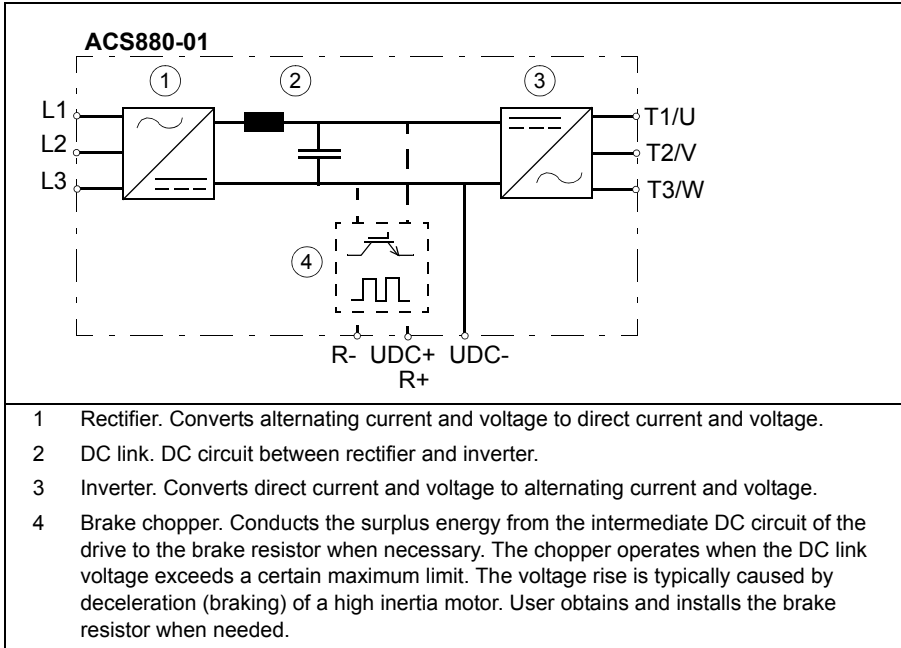 ACS880-01
1 2 3
L1 T1/U
L2 T2/V
L3 T3/W
4
R- UDC+ UDC-
R+
1 Rectifier. Converts alternating current and voltage to direct current and voltage.
2 DC link. DC circuit between rectifier and inverter.
3 Inverter. Converts direct current and voltage to alternating current and voltage.
4 Brake chopper. Conducts the surplus energy from the intermediate DC circuit of the
drive to the brake resistor when necessary. The chopper operates when the DC link
voltage exceeds a certain maximum limit. The voltage rise is typically caused by
deceleration (braking) of a high inertia motor. User obtains and installs the brake
resistor when needed.